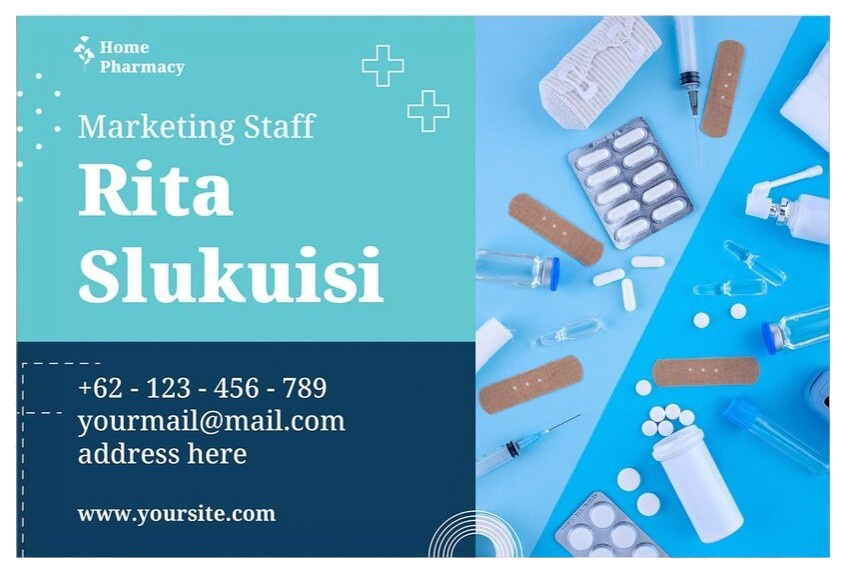 Home
Pharmacy
Marketing Staff
Rita
Slukuisi
+62 - 123 - 456 - 789
yourmail@mail.com
address here
www.yoursite.com